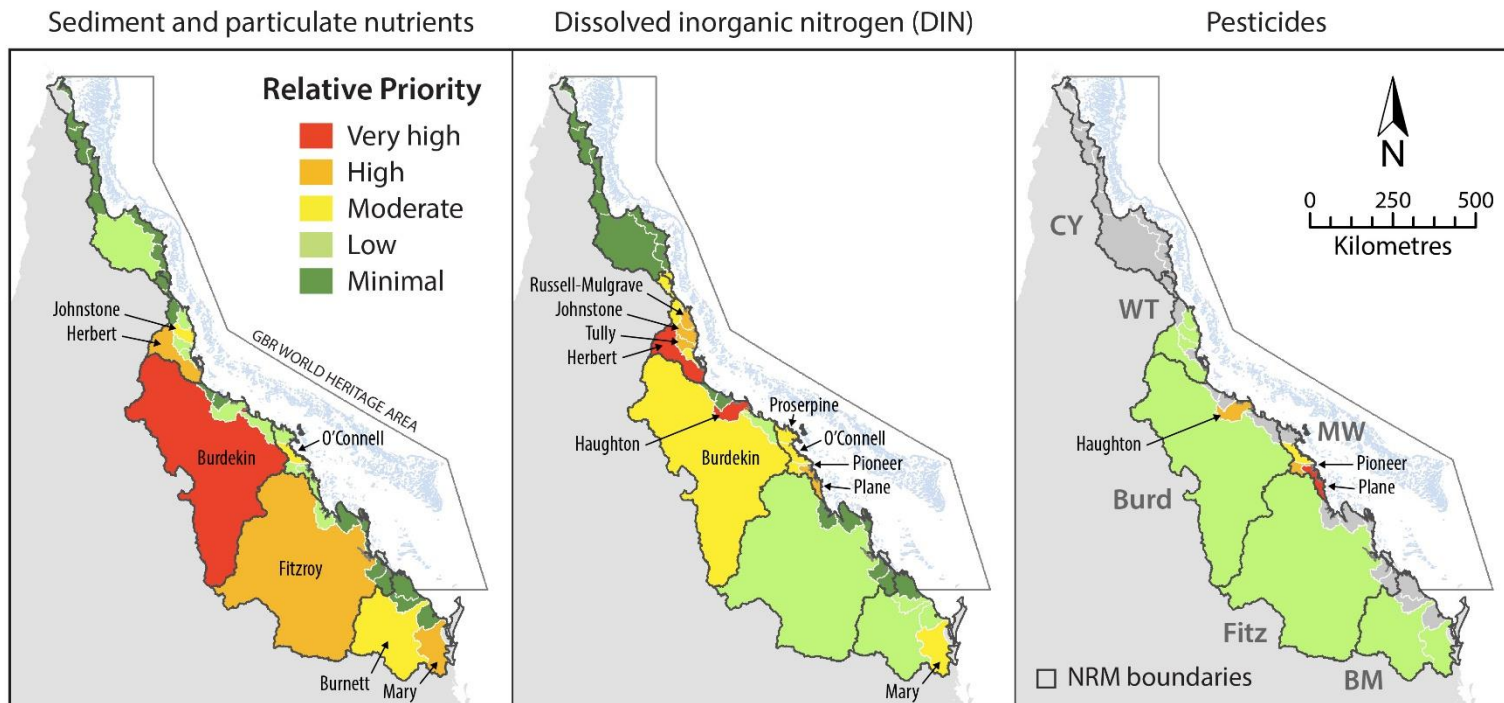 Sediment and particulate nutrients
Dissolved inorganic nitrogen (DIN)
Pesticides
Relative Priority
Very high
High
Moderate
Low
Minimal
Johnstone
Herbert
GBR WORLD HERITAGE AREA
O'Connell
Burdekin
Fitzroy
Burnett
Mary
Russell-Mulgrave
Johnstone
Tully
Herbert
Proserpine
O'Connell
Haughton
Burdekin
Pioneer
Plane
Mary
N
0 250 500
Kilometres
CY
WT
Haughton
MW
Pioneer
Plane
Burd
Fitz
BM
NRM boundaries